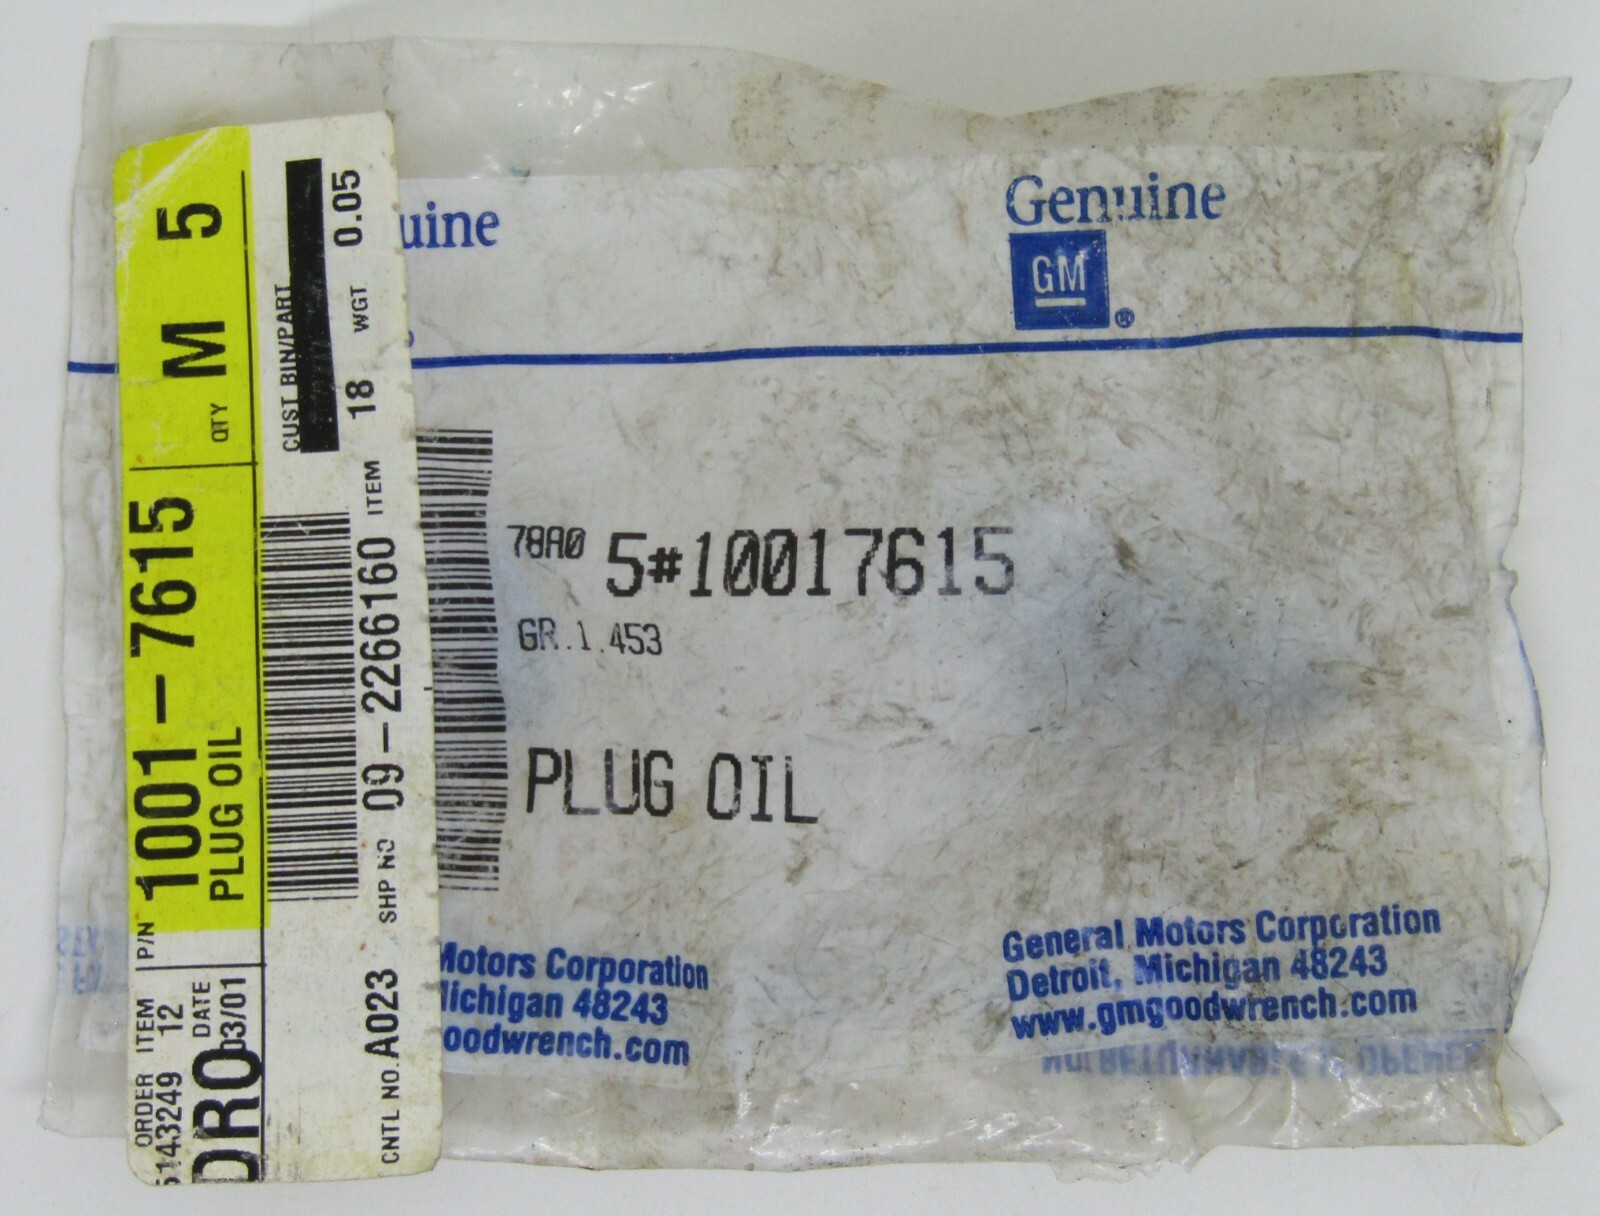 uine
Genuine
GM
®
78A0 5#10017615
GR.1.453
PLUG OIL
Motors Corporation
Michigan 48243
oodwrench.com
General Motors Corporation
Detroit, Michigan 48243
www.gmgoodwrench.com
ORDER ITEM P/N 1001-7615 QTY M 5
5143249 12 PLUG OIL
DRO DATE 03/01
CUST BIN/PART
CNTL NO. A023 SHP NO 09-2266160 ITEM 18 WGT 0.05